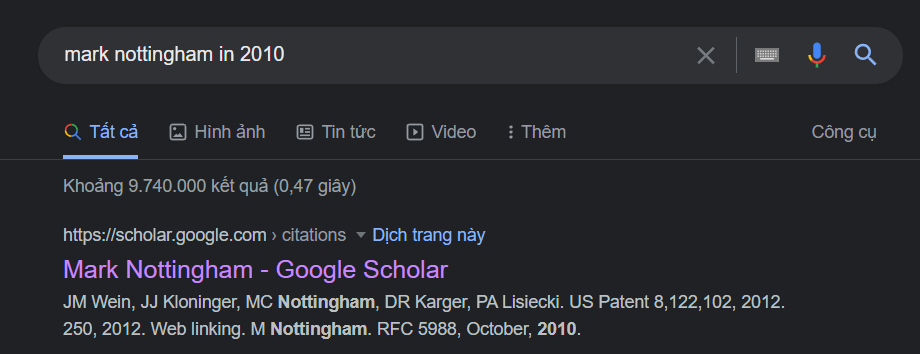 mark nottingham in 2010
Tất cả Hình ảnh Tin tức Video Thêm Công cụ
Khoảng 9.740.000 kết quả (0,47 giây)
https://scholar.google.com › citations Dịch trang này
Mark Nottingham - Google Scholar
JM Wein, JJ Kloninger, MC Nottingham, DR Karger, PA Lisiecki. US Patent 8,122,102, 2012.
250, 2012. Web linking. M Nottingham. RFC 5988, October, 2010.